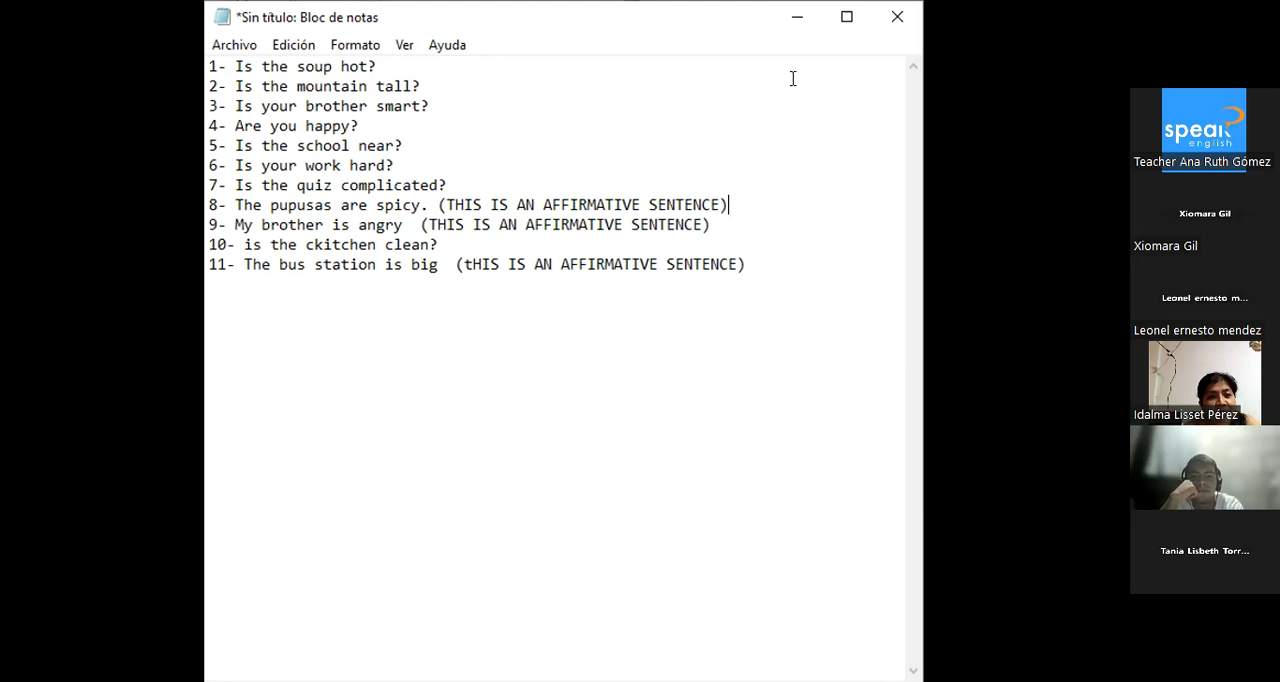 *Sin título: Bloc de notas
Archivo Edición Formato Ver Ayuda
1- Is the soup hot?
2- Is the mountain tall?
3- Is your brother smart?
4- Are you happy?
5- Is the school near?
6- Is your work hard?
7- Is the quiz complicated?
8- The pupusas are spicy. (THIS IS AN AFFIRMATIVE SENTENCE)
9- My brother is angry  (THIS IS AN AFFIRMATIVE SENTENCE)
10- is the ckitchen clean?
11- The bus station is big  (tHIS IS AN AFFIRMATIVE SENTENCE)
speak
english
Teacher Ana Ruth Gómez
Xiomara Gil
Xiomara Gil
Leonel ernesto m...
Leonel ernesto mendez
Idalma Lisset Pérez
Tania Lisbeth Torr...